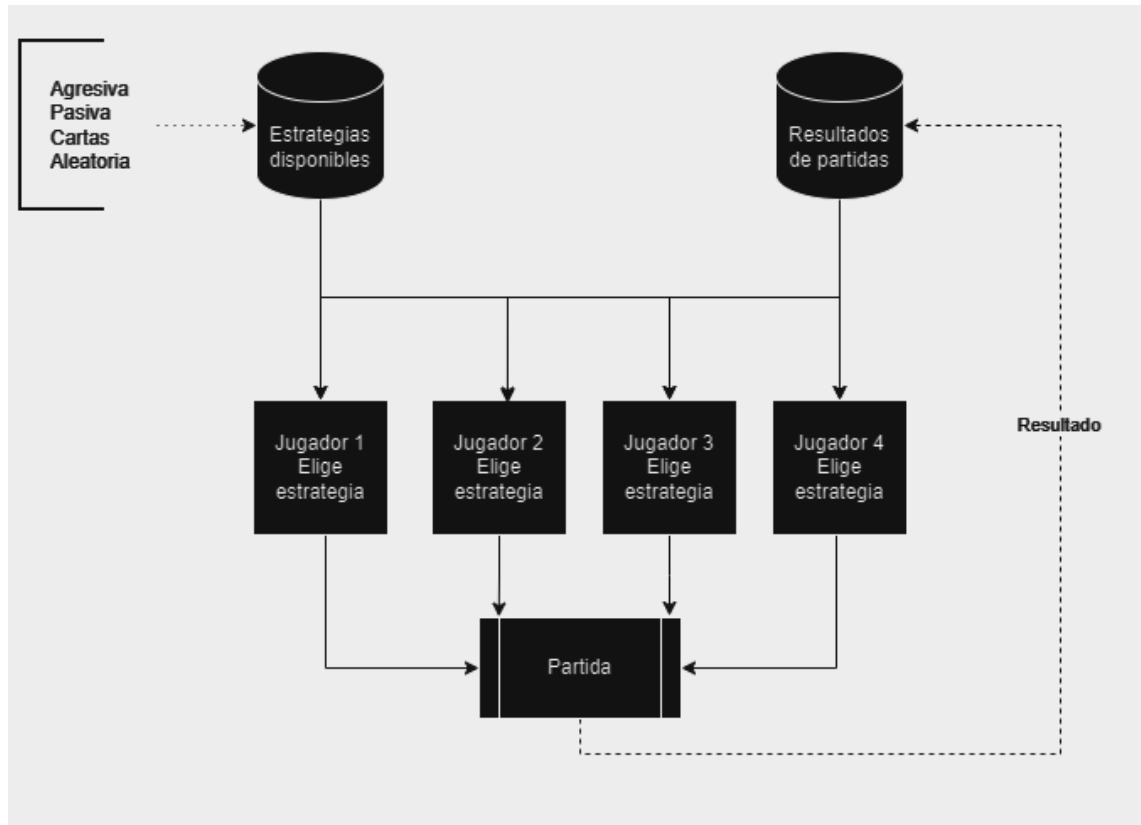 Agresiva
Pasiva
Cartas
Aleatoria
Estrategias
disponibles
Resultados
de partidas
Jugador 1
Elige
estrategia
Jugador 2
Elige
estrategia
Jugador 3
Elige
estrategia
Jugador 4
Elige
estrategia
Resultado
Partida